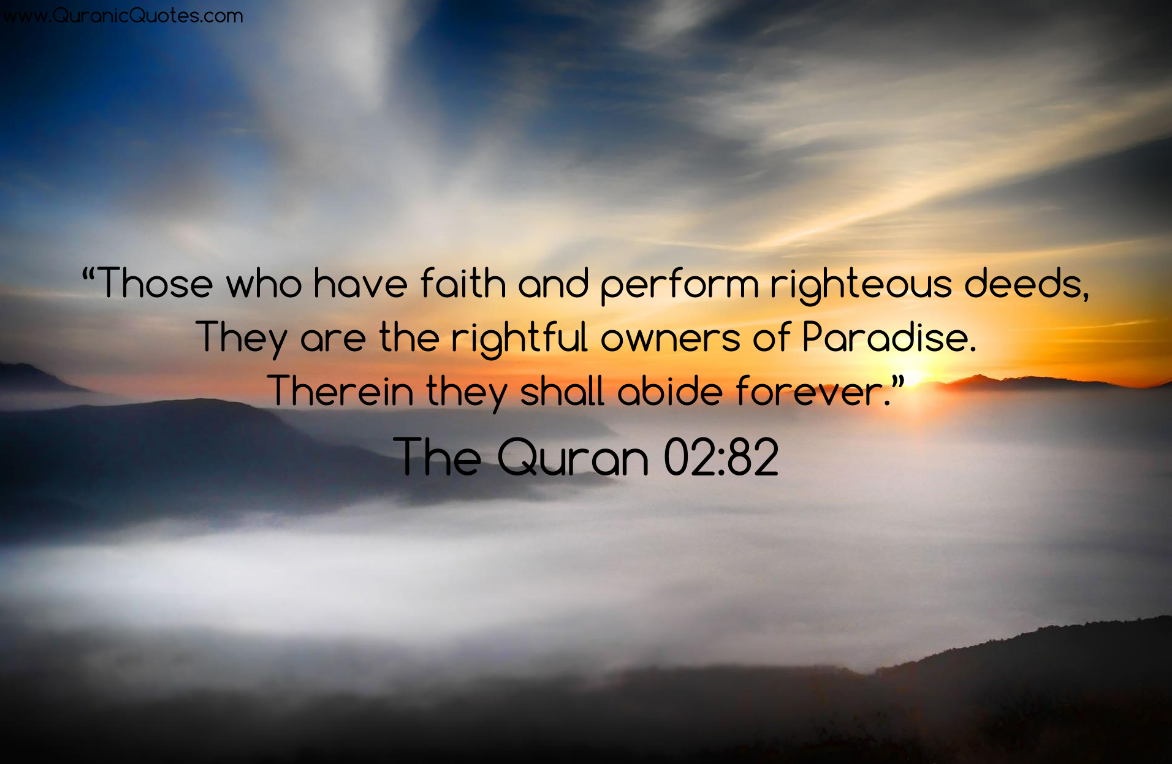 www.QuranicQuotes.com
“Those who have faith and perform righteous deeds,
They are the rightful owners of Paradise.
Therein they shall abide forever.”
The Quran 02:82